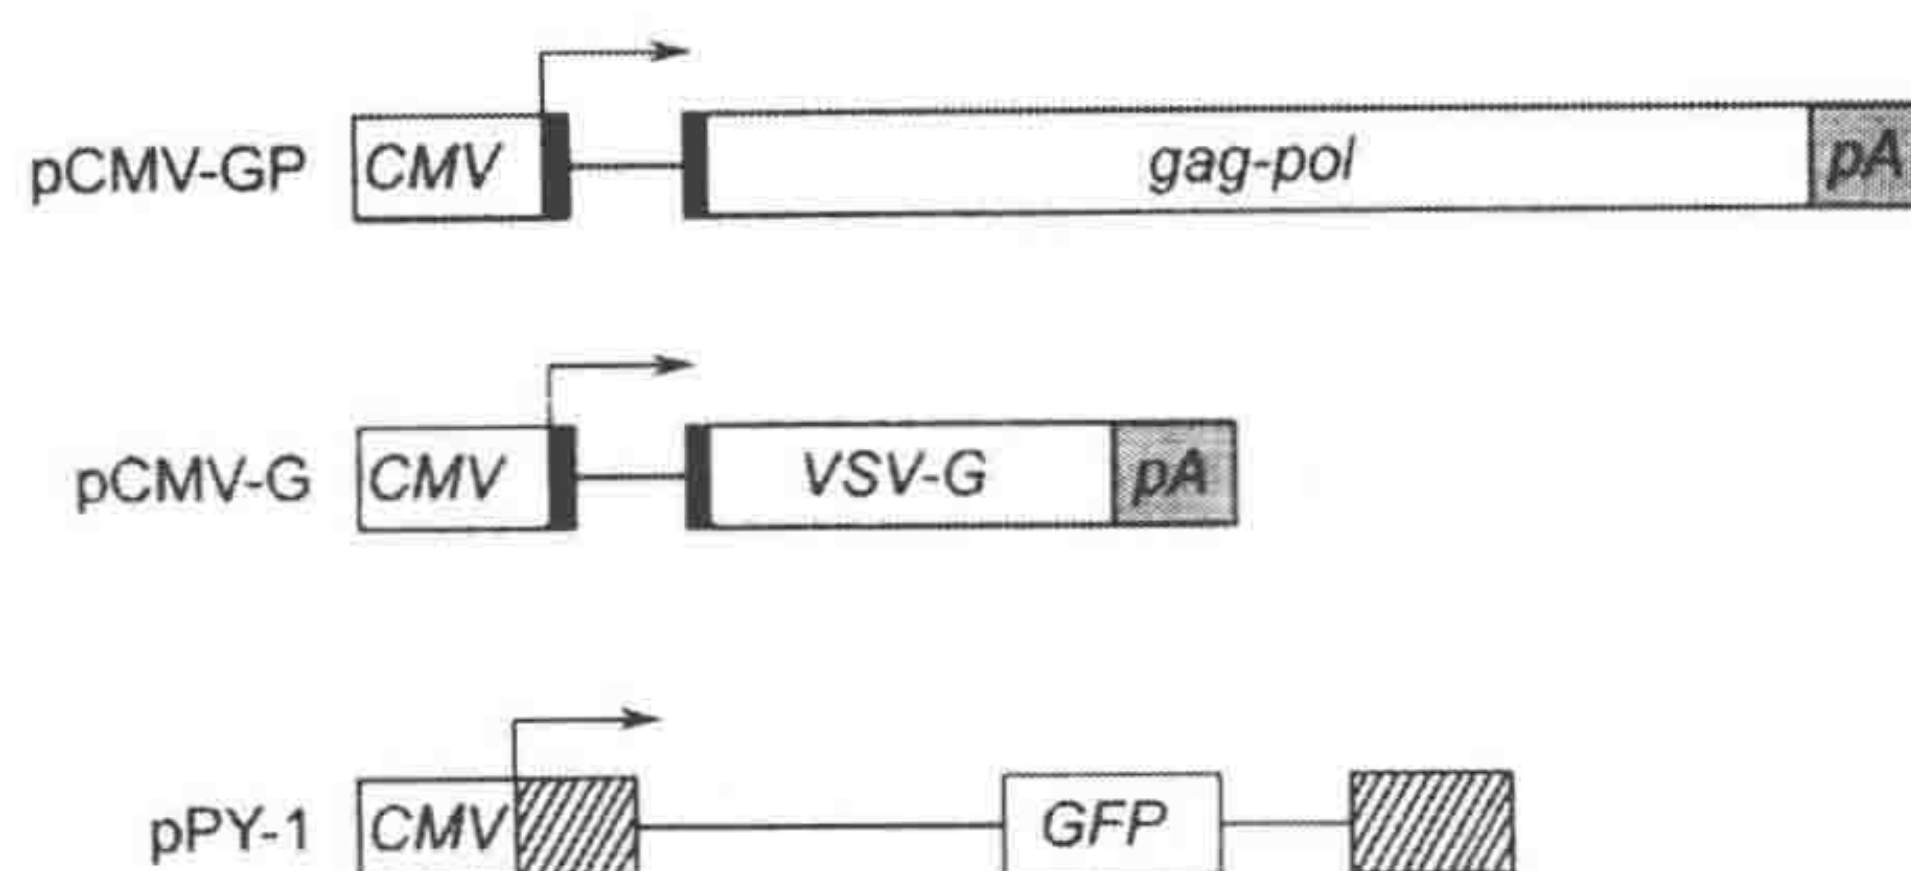 pCMV-GP CMV gag-pol pA
pCMV-G CMV VSV-G pA
pPY-1 CMV GFP